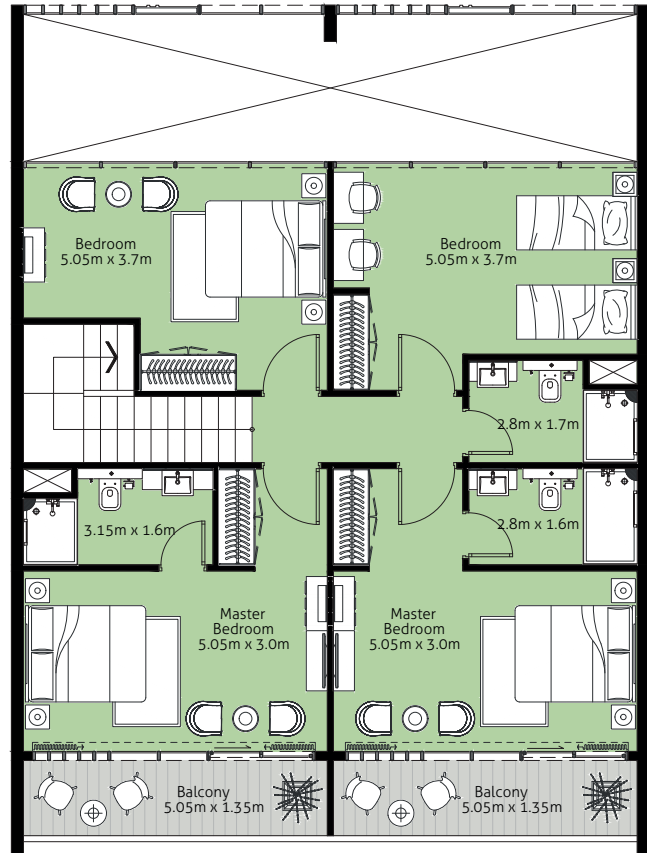 Bedroom
5.05m x 3.7m
Bedroom
5.05m x 3.7m
2.8m x 1.7m
3.15m x 1.6m
2.8m x 1.6m
Master
Bedroom
5.05m x 3.0m
Master
Bedroom
5.05m x 3.0m
Balcony
5.05m x 1.35m
Balcony
5.05m x 1.35m